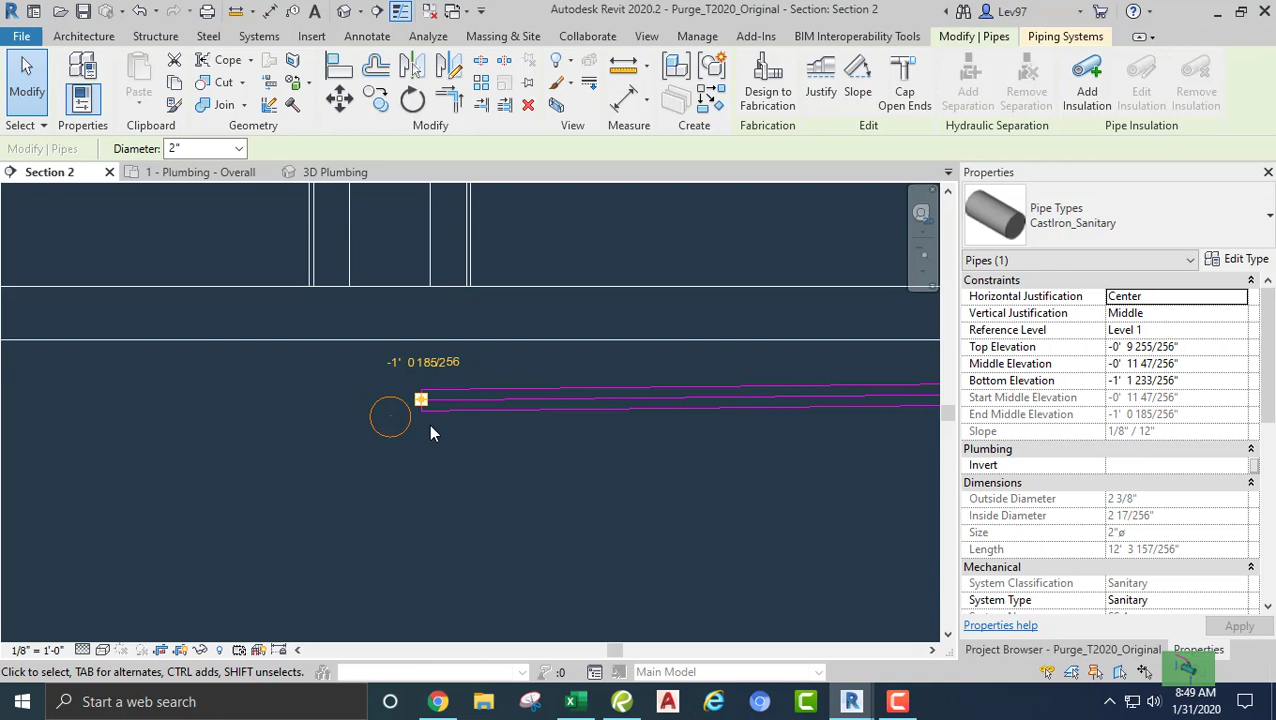 Autodesk Revit 2020.2 - Purge_T2020_Original - Section: Section 2
Lev97
File Architecture Structure Steel Systems Insert Annotate Analyze Massing & Site Collaborate View Manage Add-Ins BIM Interoperability Tools Modify | Pipes Piping Systems
Modify
Paste
Cope
Cut
Join
Design to Fabrication
Justify
Slope
Cap Open Ends
Add Separation
Remove Separation
Add Insulation
Edit Insulation
Remove Insulation
Select Properties Clipboard Geometry Modify View Measure Create Fabrication Edit Hydraulic Separation Pipe Insulation
Modify | Pipes Diameter: 2"
Section 2 1 - Plumbing - Overall 3D Plumbing
Properties
Pipe Types
CastIron_Sanitary
Pipes (1) Edit Type
Constraints
Horizontal Justification Center
Vertical Justification Middle
Reference Level Level 1
Top Elevation -0' 9 255/256"
Middle Elevation -0' 11 47/256"
Bottom Elevation -1' 1 233/256"
Start Middle Elevation -0' 11 47/256"
End Middle Elevation -1' 0 185/256"
Slope 1/8" / 12"
Plumbing
Invert
Dimensions
Outside Diameter 2 3/8"
Inside Diameter 2 17/256"
Size 2"ø
Length 12' 3 157/256"
Mechanical
System Classification Sanitary
System Type Sanitary
Properties help Apply
Project Browser - Purge_T2020_Original Properties
-1' 0 185/256
1/8" = 1'-0"
Click to select, TAB for alternates, CTRL adds, SHIFT unselects. :0 Main Model
Start a web search
8:49 AM
1/31/2020